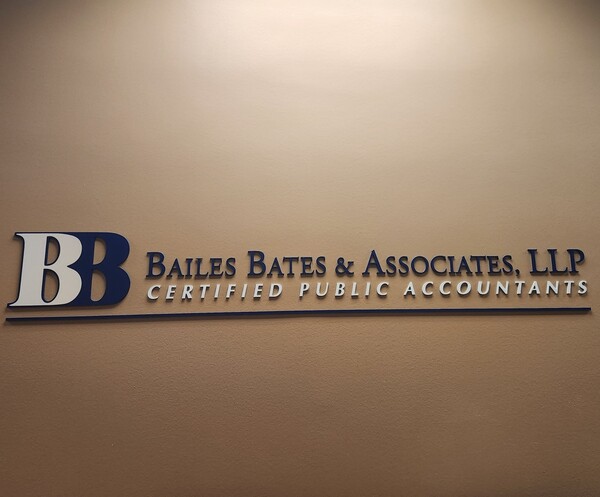 BB
BAILES BATES & ASSOCIATES, LLP
CERTIFIED PUBLIC ACCOUNTANTS